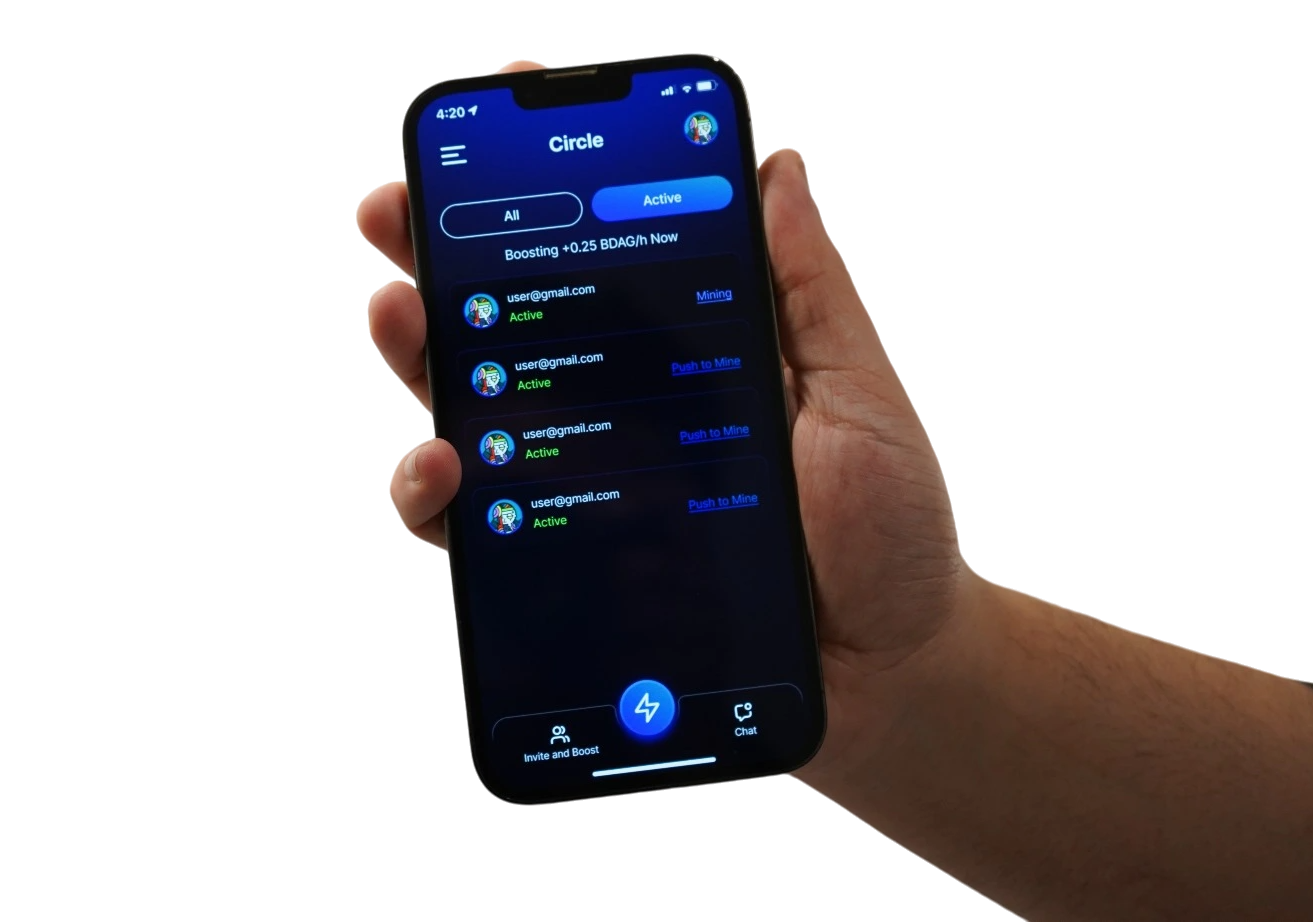 4:20
Circle
All
Active
Boosting +0.25 BDAG/h Now
user@gmail.com
Mining
Active
user@gmail.com
Push to Mine
Active
user@gmail.com
Push to Mine
Active
user@gmail.com
Push to Mine
Active
Invite and Boost
Chat